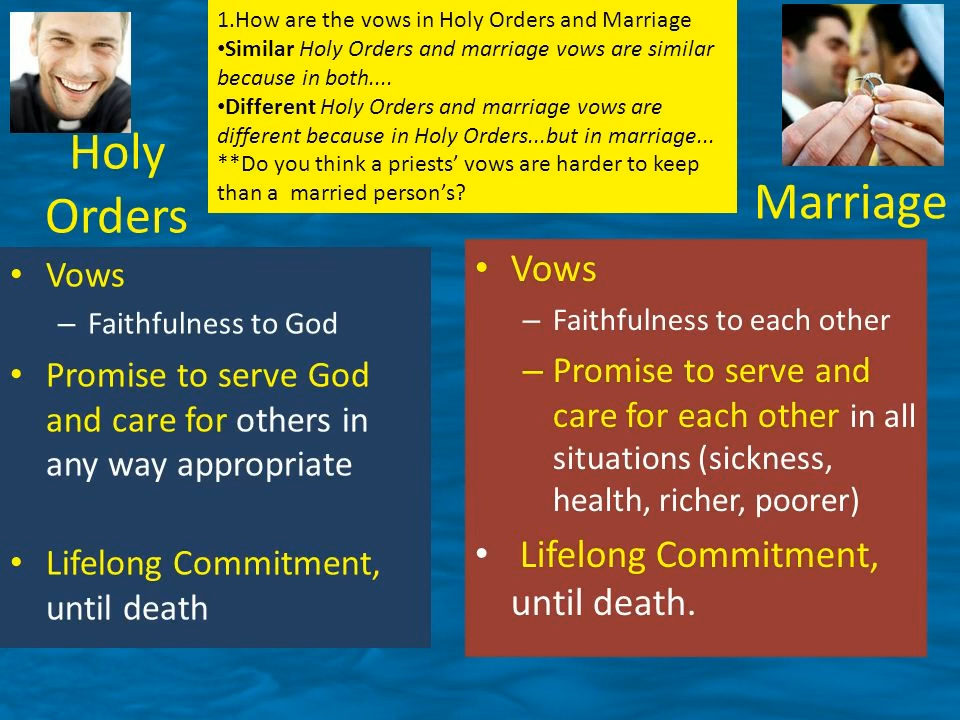 1.How are the vows in Holy Orders and Marriage
•Similar Holy Orders and marriage vows are similar
because in both....
•Different Holy Orders and marriage vows are
different because in Holy Orders...but in marriage...
**Do you think a priests’ vows are harder to keep
than a  married person’s?
Holy
Orders
Marriage
• Vows
– Faithfulness to God
• Promise to serve God
and care for others in
any way appropriate
• Lifelong Commitment,
until death
• Vows
– Faithfulness to each other
– Promise to serve and
care for each other in all
situations (sickness,
health, richer, poorer)
• Lifelong Commitment,
until death.